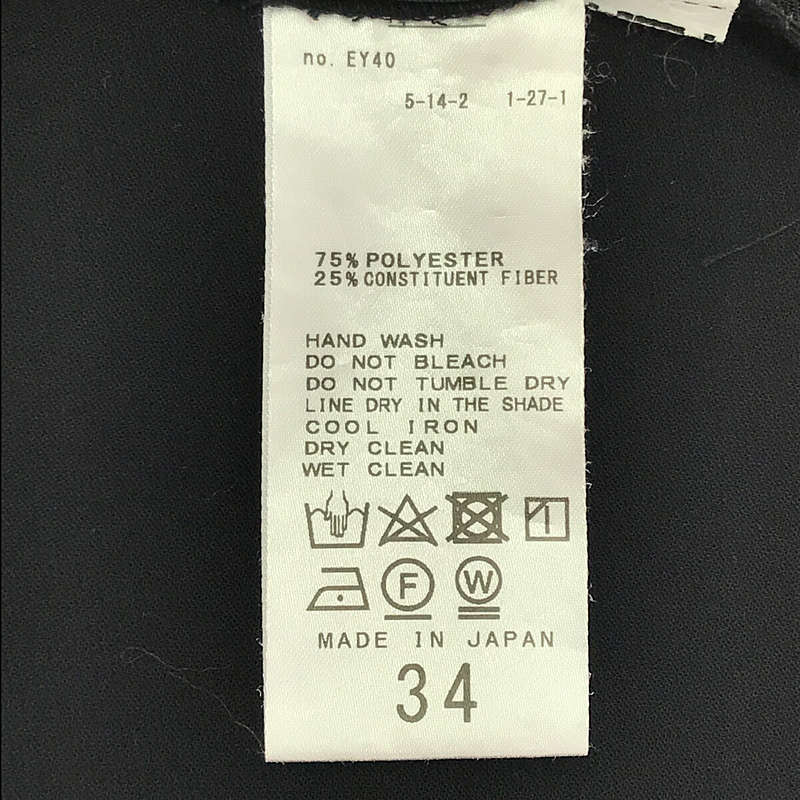 no. EY40
5-14-2 1-27-1
75% POLYESTER
25% CONSTITUENT FIBER
HAND WASH
DO NOT BLEACH
DO NOT TUMBLE DRY
LINE DRY IN THE SHADE
COOL IRON
DRY CLEAN
WET CLEAN
F W
MADE IN JAPAN
34